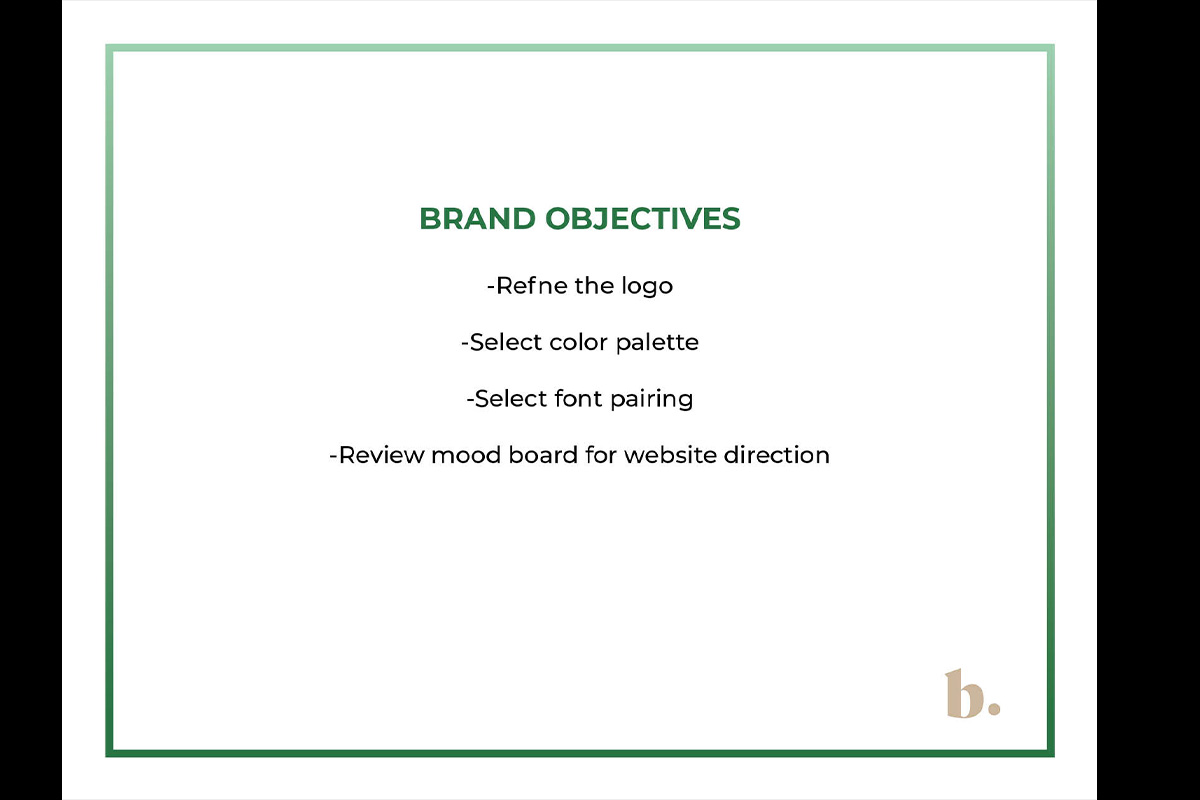 BRAND OBJECTIVES
-Refne the logo
-Select color palette
-Select font pairing
-Review mood board for website direction
b.